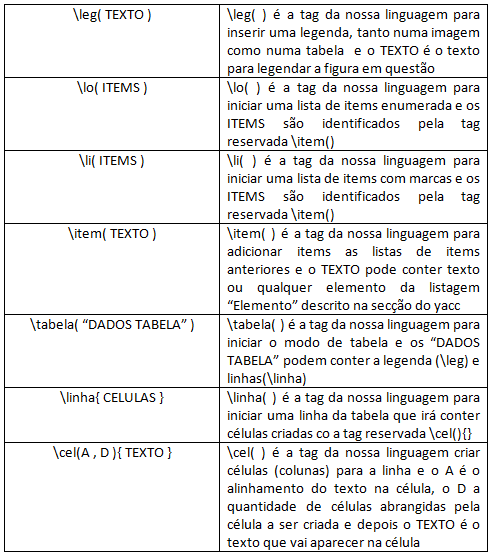 \leg( TEXTO )
\leg( ) é a tag da nossa linguagem para
inserir uma legenda, tanto numa imagem
como numa tabela e o TEXTO é o texto
para legendar a figura em questão
\lo( ITEMS )
\lo( ) é a tag da nossa linguagem para
iniciar uma lista de items enumerada e os
ITEMS são identificados pela tag
reservada \item()
\li( ITEMS )
\li( ) é a tag da nossa linguagem para
iniciar uma lista de items com marcas e os
ITEMS são identificados pela tag
reservada \item()
\item( TEXTO )
\item( ) é a tag da nossa linguagem para
adicionar items as listas de items
anteriores e o TEXTO pode conter texto
ou qualquer elemento da listagem
“Elemento” descrito na secção do yacc
\tabela( “DADOS TABELA” )
\tabela( ) é a tag da nossa linguagem para
iniciar o modo de tabela e os “DADOS
TABELA” podem conter a legenda (\leg) e
linhas(\linha)
\linha{ CELULAS }
\linha( ) é a tag da nossa linguagem para
iniciar uma linha da tabela que irá conter
células criadas co a tag reservada \cel(){}
\cel(A , D ){ TEXTO }
\cel( ) é a tag da nossa linguagem criar
células (colunas) para a linha e o A é o
alinhamento do texto na célula, o D a
quantidade de células abrangidas pela
célula a ser criada e depois o TEXTO é o
texto que vai aparecer na célula